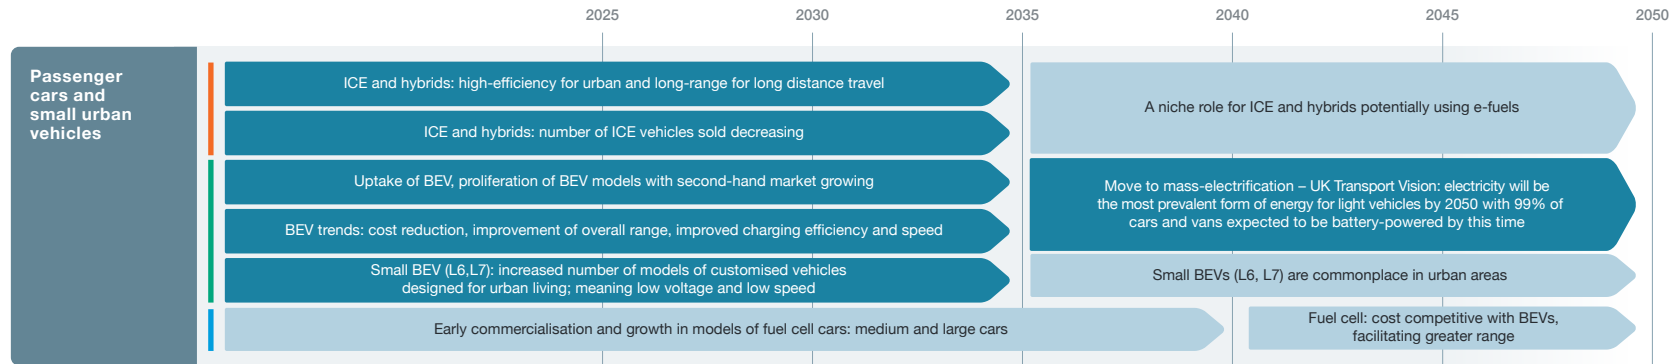 2025 2030 2035 2040 2045 2050
Passenger
cars and
small urban
vehicles
ICE and hybrids: high-efficiency for urban and long-range for long distance travel
ICE and hybrids: number of ICE vehicles sold decreasing
A niche role for ICE and hybrids potentially using e-fuels
Uptake of BEV, proliferation of BEV models with second-hand market growing
BEV trends: cost reduction, improvement of overall range, improved charging efficiency and speed
Move to mass-electrification – UK Transport Vision: electricity will be
the most prevalent form of energy for light vehicles by 2050 with 99% of
cars and vans expected to be battery-powered by this time
Small BEV (L6,L7): increased number of models of customised vehicles
designed for urban living; meaning low voltage and low speed
Small BEVs (L6, L7) are commonplace in urban areas
Early commercialisation and growth in models of fuel cell cars: medium and large cars
Fuel cell: cost competitive with BEVs,
facilitating greater range